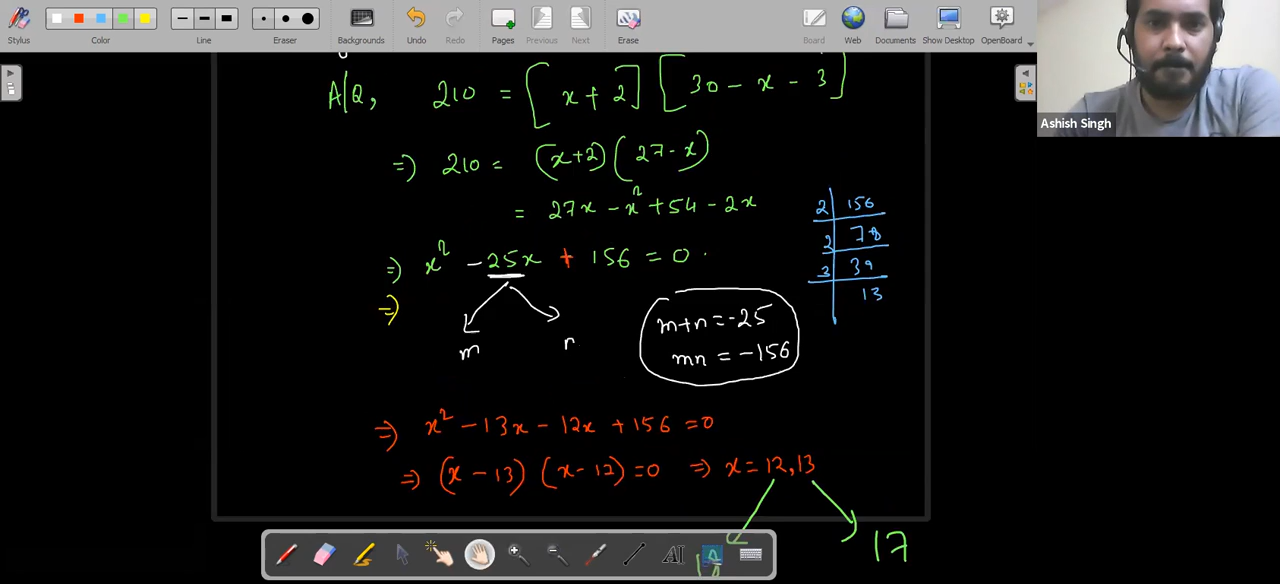 Stylus Color Line Eraser Backgrounds Undo Redo Pages Previous Next Erase Board Web Documents Show Desktop OpenBoard
Ashish Singh
A|Q, 210 = [x + 2] [30 - x - 3]
=) 210 = (x+2) (27-x)
= 27x - x² + 54 - 2x
=) x² - 25x + 156 = 0
=)
m n
m+n = -25
mn = -156
2 156
2 78
3 39
13
=) x² - 13x - 12x + 156 = 0
=) (x - 13) (x - 12) = 0 =) x = 12, 13
18 17
AI